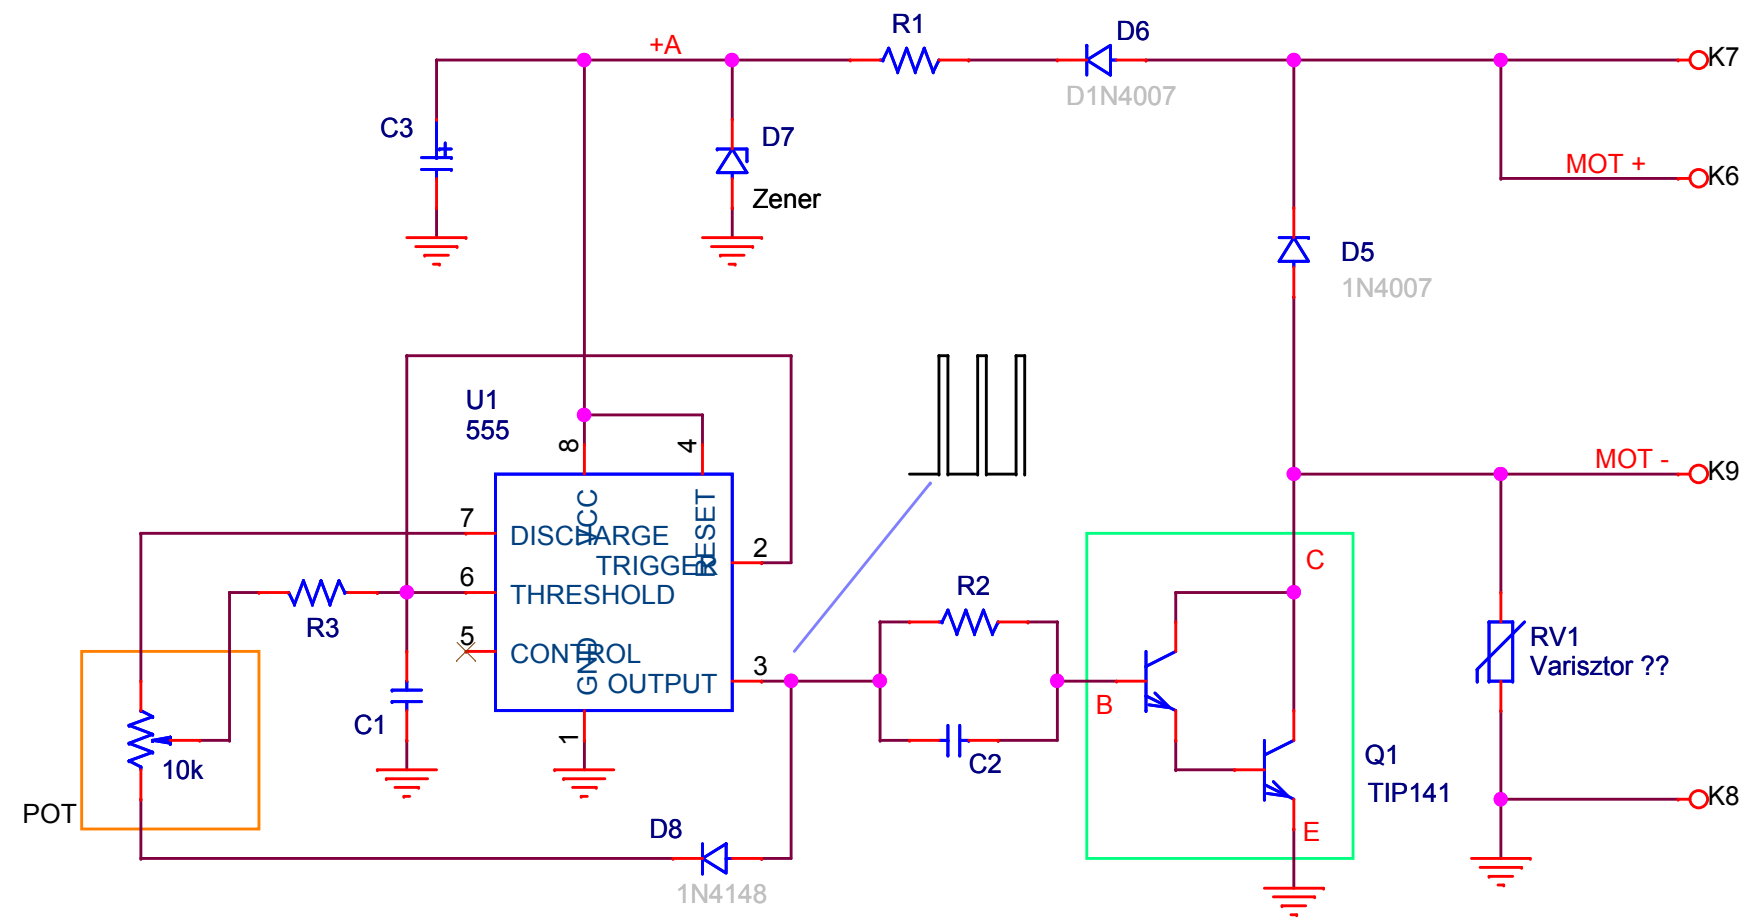 R1
D6
+A
K7
D1N4007
C3
D7
MOT +
K6
Zener
D5
1N4007
U1
555
8
4
MOT -
K9
VCC
RESET
7
DISCHARGE
2
TRIGGER
C
6
THRESHOLD
R2
R3
5
CONTROL
GND
RV1
Varisztor ??
3
OUTPUT
B
C1
1
C2
Q1
10k
TIP141
POT
K8
D8
E
1N4148